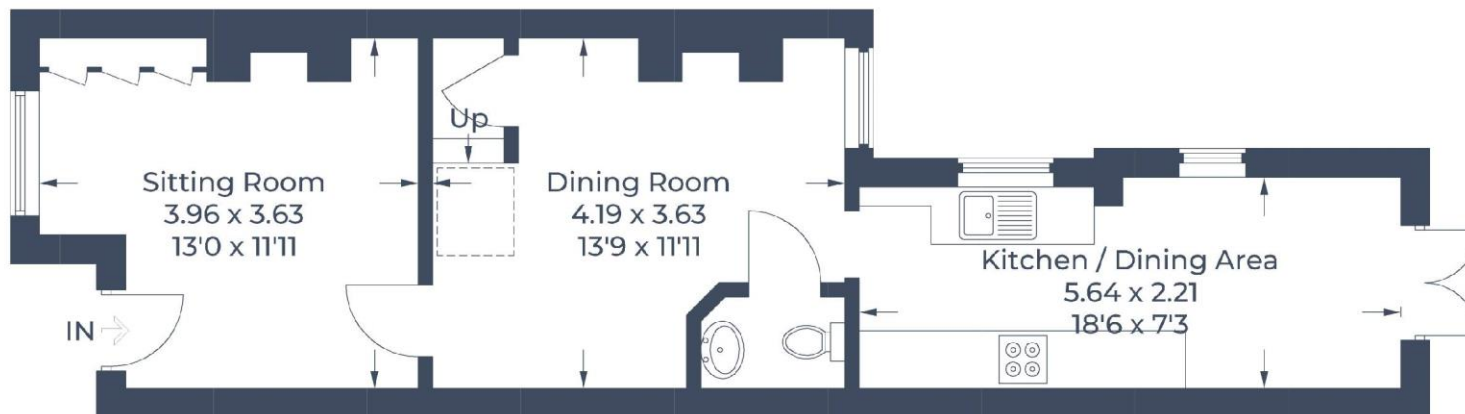 Up
Sitting Room
3.96 x 3.63
13'0 x 11'11
Dining Room
4.19 x 3.63
13'9 x 11'11
Kitchen / Dining Area
5.64 x 2.21
18'6 x 7'3
IN